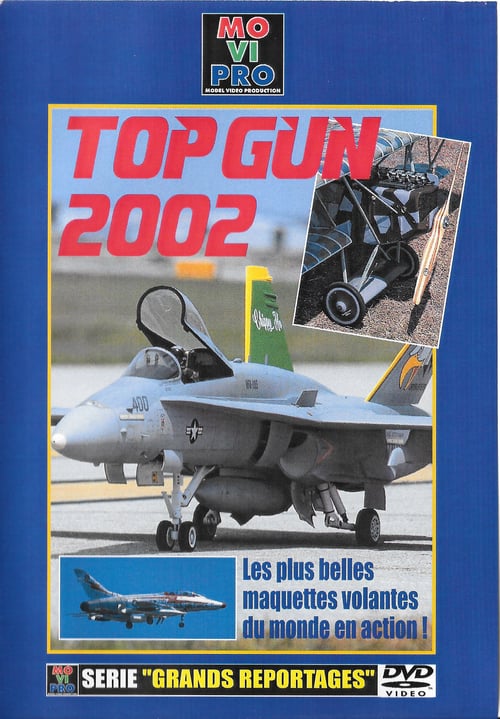 MO
VI
PRO
MODEL VIDEO PRODUCTION
TOP GUN
2002
400
Les plus belles
maquettes volantes
du monde en action !
MO
VI
PRO
SERIE "GRANDS REPORTAGES"
DVD
VIDEO